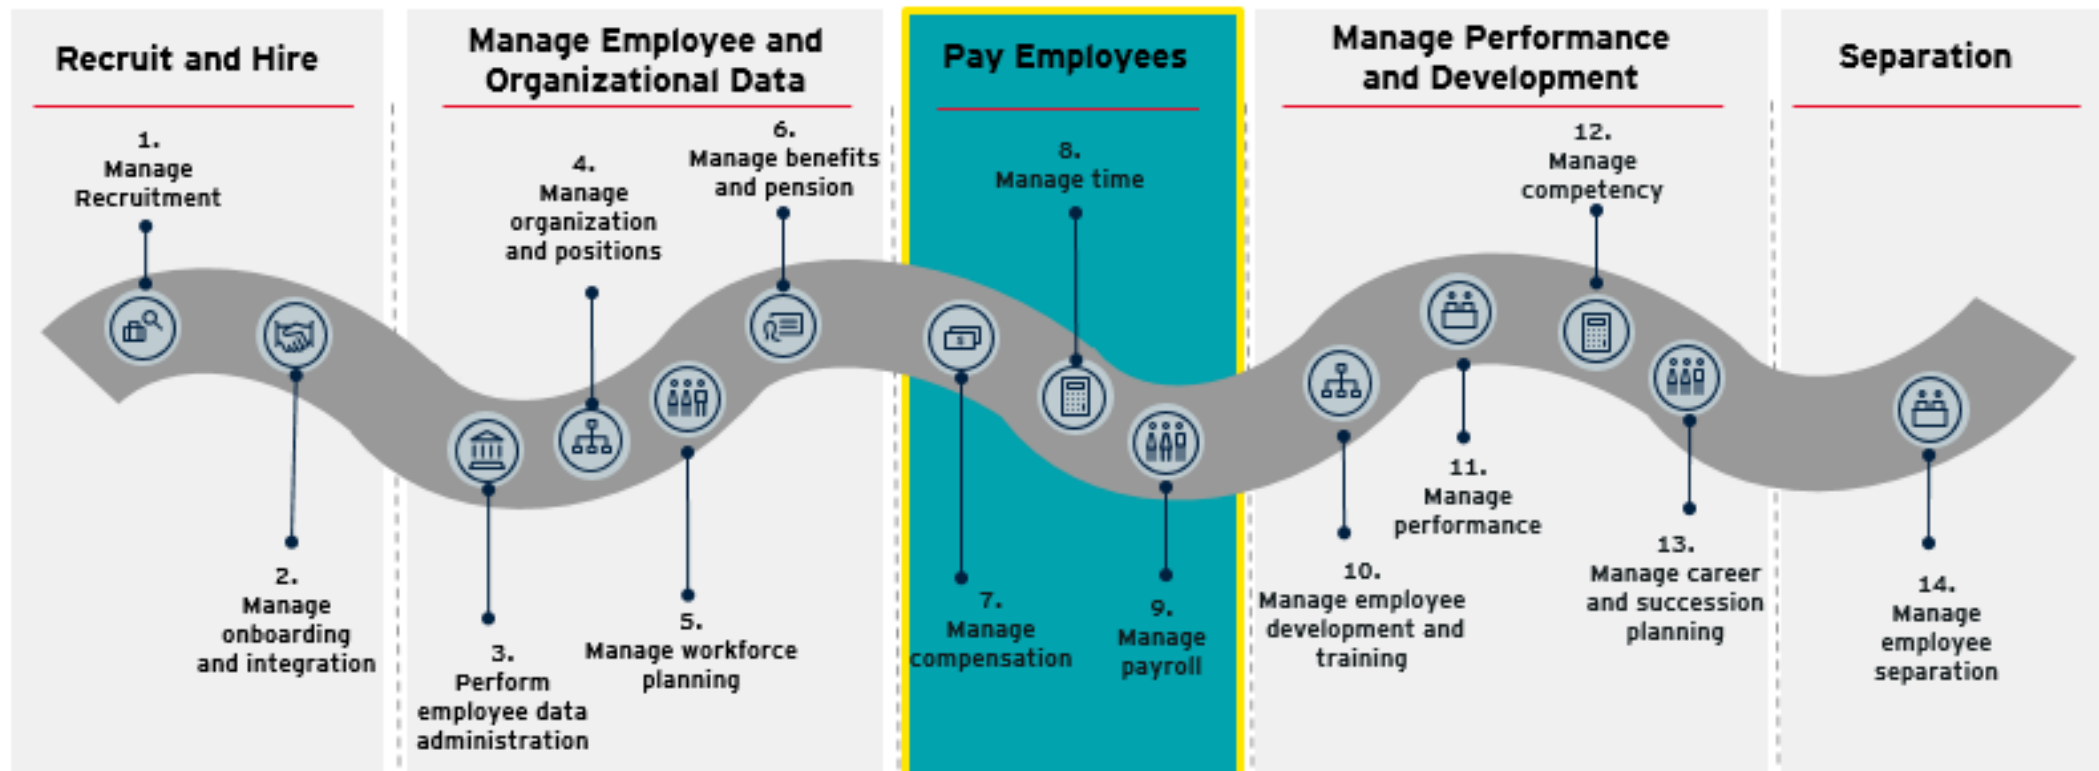 Recruit and Hire
1.
Manage
Recruitment
2.
Manage
onboarding
and integration
Manage Employee and
Organizational Data
3.
Perform
employee data
administration
4.
Manage
organization
and positions
5.
Manage workforce
planning
6.
Manage benefits
and pension
Pay Employees
7.
Manage
compensation
8.
Manage time
9.
Manage
payroll
Manage Performance
and Development
10.
Manage employee
development and
training
11.
Manage
performance
12.
Manage
competency
13.
Manage career
and succession
planning
Separation
14.
Manage
employee
separation